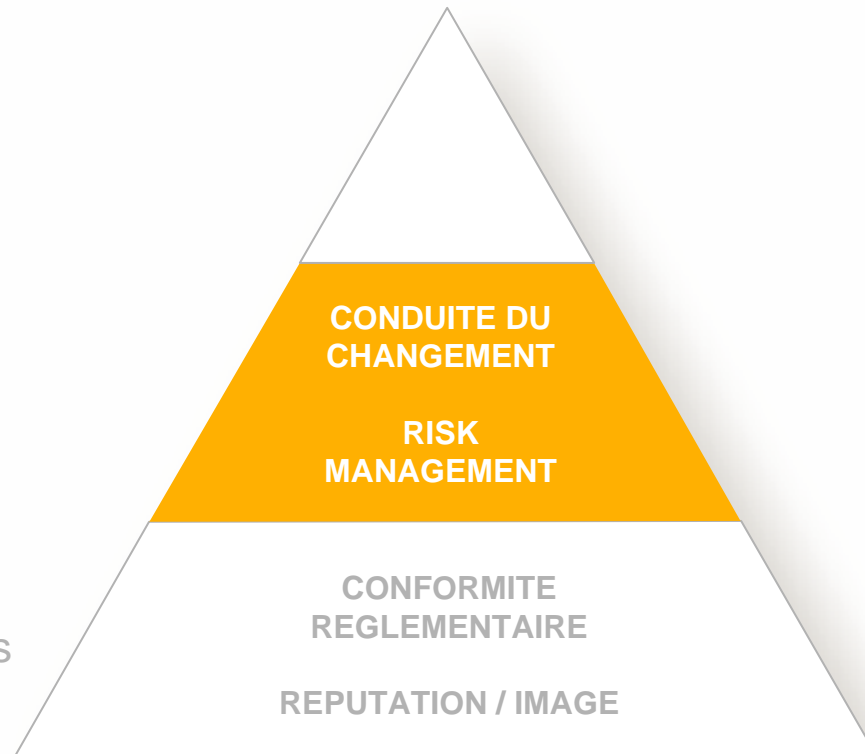 CONDUITE DU
CHANGEMENT
RISK
MANAGEMENT
CONFORMITE
REGLEMENTAIRE
S
REPUTATION / IMAGE